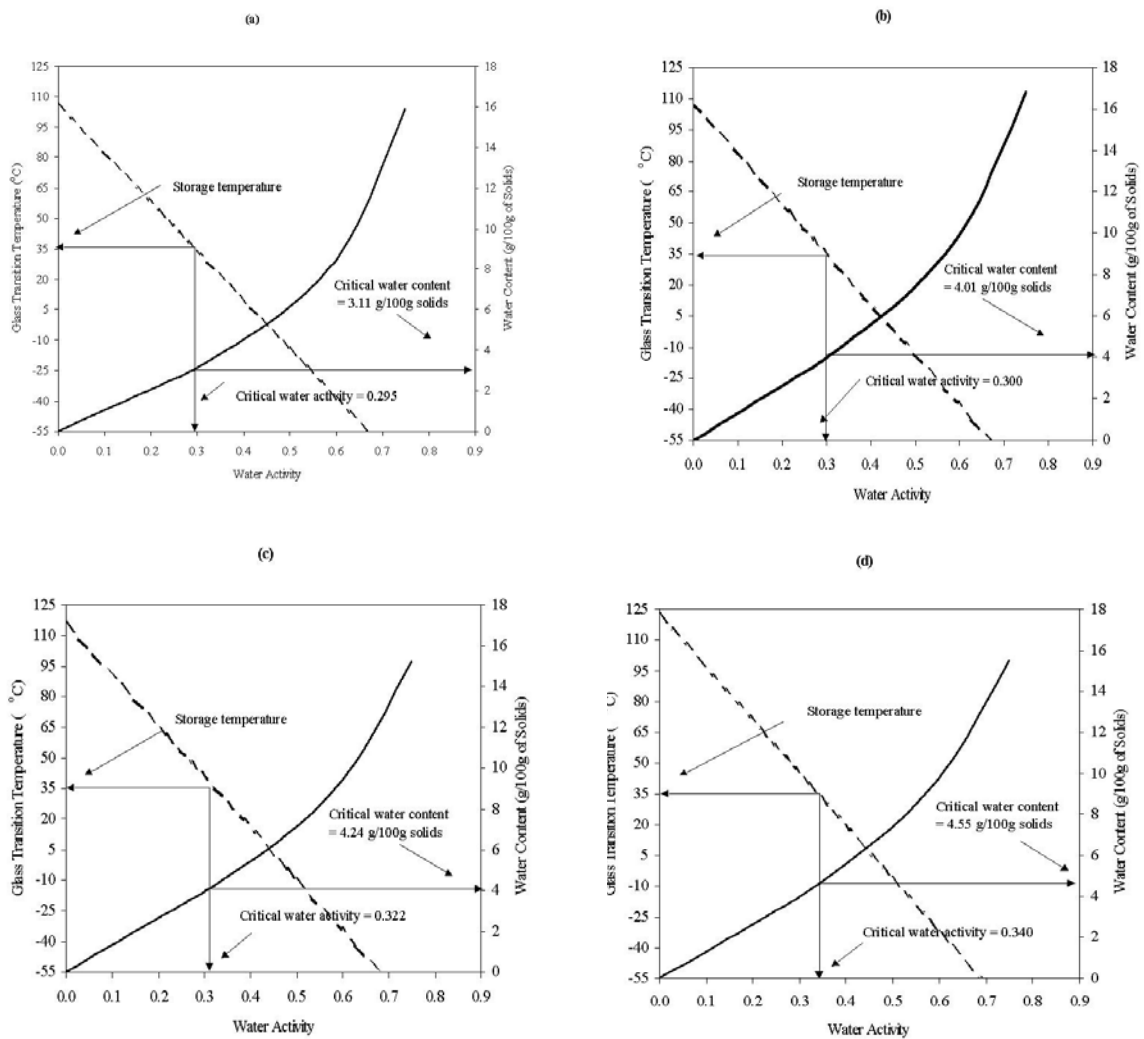 (a)
125
110
95
80
65
50
35
20
5
-10
-25
-40
-55
Glass Transition Temperature (°C)
Storage temperature
Critical water content
= 3.11 g/100g solids
Critical water activity = 0.295
18
16
14
12
10
8
6
4
2
0
Water Content (g/100g of Solids)
0.0 0.1 0.2 0.3 0.4 0.5 0.6 0.7 0.8 0.9
Water Activity
(b)
125
110
95
80
65
50
35
20
5
-10
-25
-40
-55
Glass Transition Temperature ( °C)
Storage temperature
Critical water content
= 4.01 g/100g solids
Critical water activity = 0.300
18
16
14
12
10
8
6
4
2
0
Water Content (g/100g of Solids)
0.0 0.1 0.2 0.3 0.4 0.5 0.6 0.7 0.8 0.9
Water Activity
(c)
125
110
95
80
65
50
35
20
5
-10
-25
-40
-55
Glass Transition Temperature ( °C)
Storage temperature
Critical water content
= 4.24 g/100g solids
Critical water activity = 0.322
18
16
14
12
10
8
6
4
2
0
Water Content (g/100g of Solids)
0.0 0.1 0.2 0.3 0.4 0.5 0.6 0.7 0.8 0.9
Water Activity
(d)
125
110
95
80
65
50
35
20
5
-10
-25
-40
-55
Glass Transition Temperature ( °C)
Storage temperature
Critical water content
= 4.55 g/100g solids
Critical water activity = 0.340
18
16
14
12
10
8
6
4
2
0
Water Content (g/100g of Solids)
0.0 0.1 0.2 0.3 0.4 0.5 0.6 0.7 0.8 0.9
Water Activity